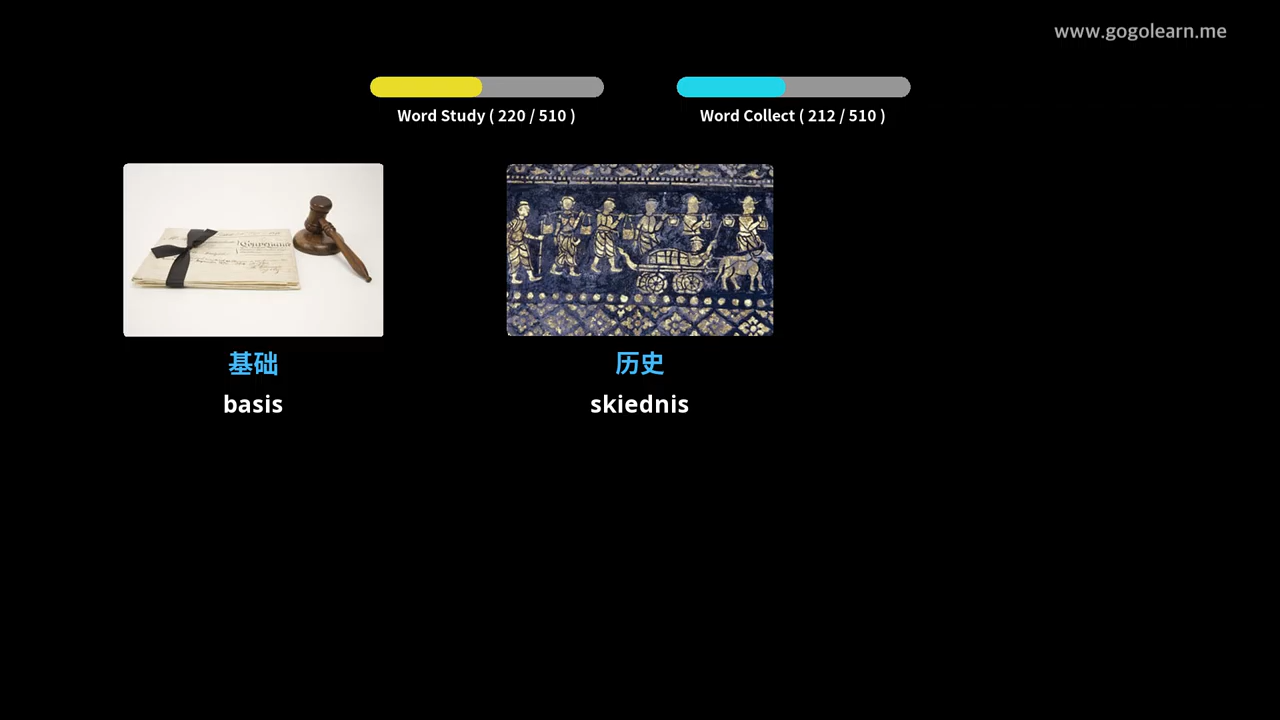 www.gogolearn.me
Word Study ( 220 / 510 )
Word Collect ( 212 / 510 )
基础
历史
basis
skiednis